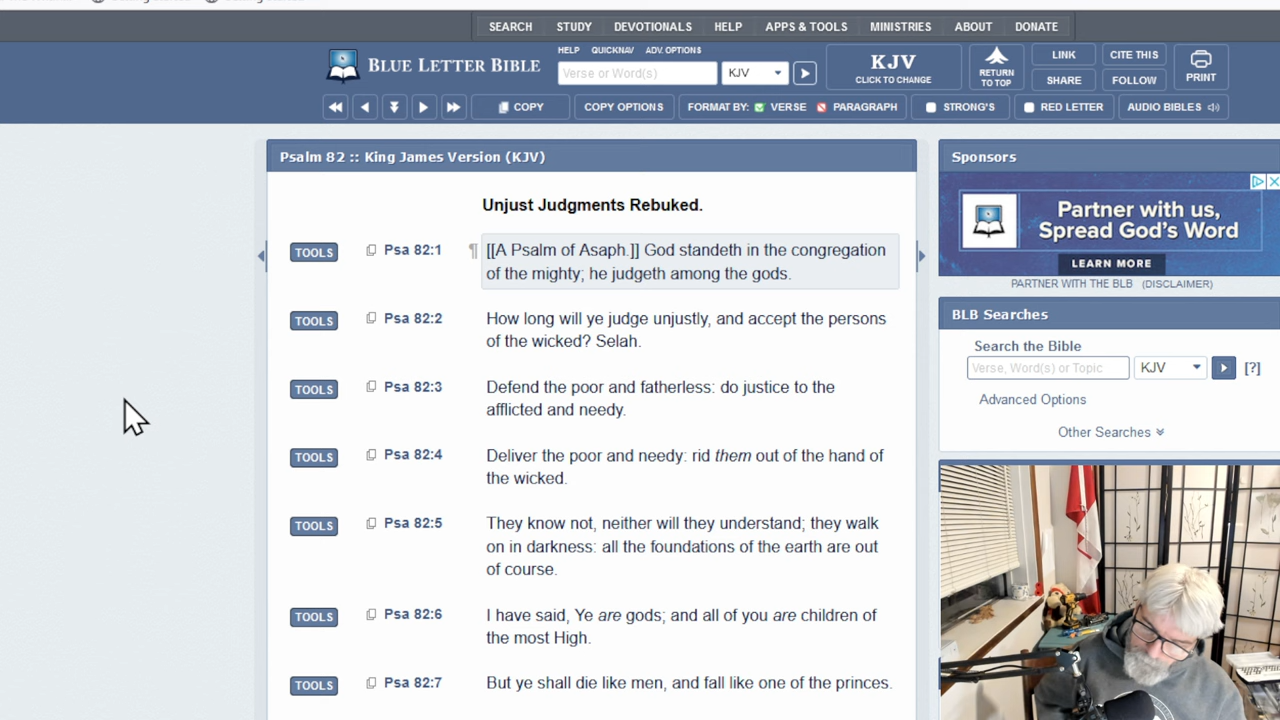 SEARCH STUDY DEVOTIONALS HELP APPS & TOOLS MINISTRIES ABOUT DONATE
BLUE LETTER BIBLE
HELP QUICKNAV ADV. OPTIONS
Verse or Word(s) KJV
KJV
CLICK TO CHANGE
RETURN
TO TOP
LINK CITE THIS
SHARE FOLLOW
PRINT
COPY COPY OPTIONS FORMAT BY: VERSE PARAGRAPH STRONG'S RED LETTER AUDIO BIBLES
Psalm 82 :: King James Version (KJV)
Unjust Judgments Rebuked.
TOOLS Psa 82:1 ¶ [[A Psalm of Asaph.]] God standeth in the congregation
of the mighty; he judgeth among the gods.
TOOLS Psa 82:2 How long will ye judge unjustly, and accept the persons
of the wicked? Selah.
TOOLS Psa 82:3 Defend the poor and fatherless: do justice to the
afflicted and needy.
TOOLS Psa 82:4 Deliver the poor and needy: rid them out of the hand of
the wicked.
TOOLS Psa 82:5 They know not, neither will they understand; they walk
on in darkness: all the foundations of the earth are out
of course.
TOOLS Psa 82:6 I have said, Ye are gods; and all of you are children of
the most High.
TOOLS Psa 82:7 But ye shall die like men, and fall like one of the princes.
Sponsors
Partner with us,
Spread God's Word
LEARN MORE
PARTNER WITH THE BLB (DISCLAIMER)
BLB Searches
Search the Bible
Verse, Word(s) or Topic KJV [?]
Advanced Options
Other Searches